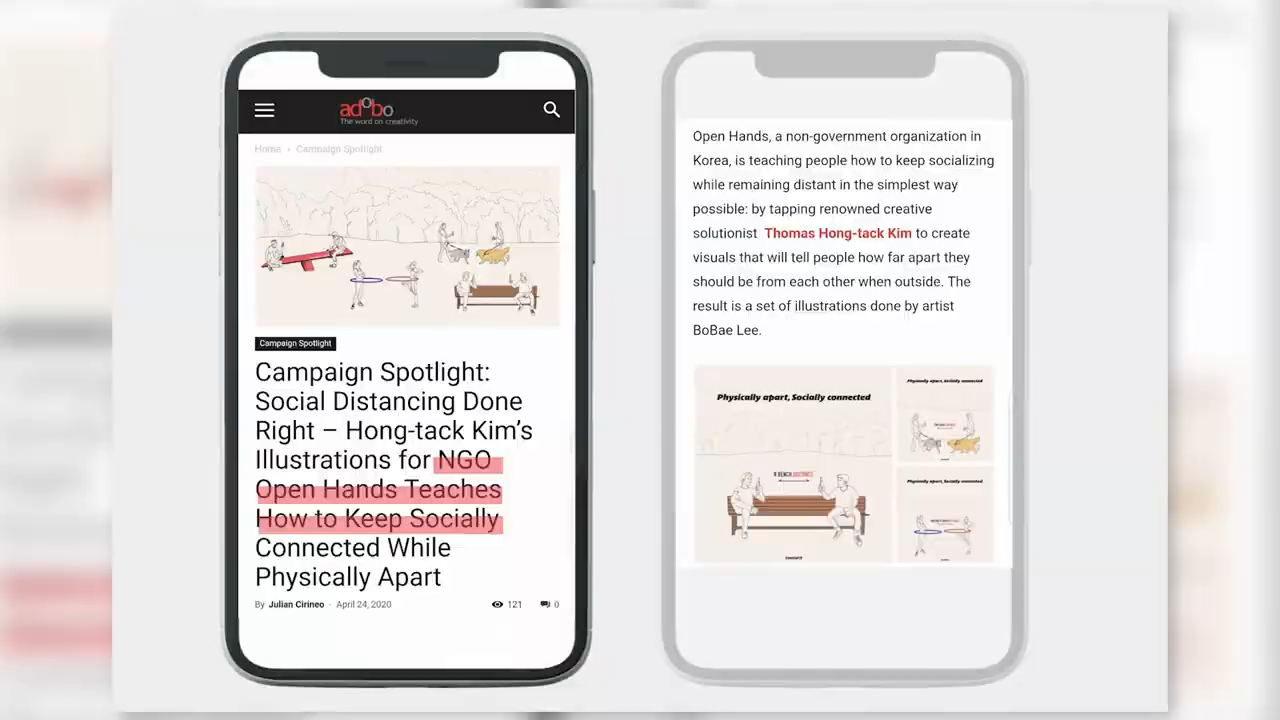 adobo
The word on creativity
Home › Campaign Spotlight
Campaign Spotlight
Campaign Spotlight:
Social Distancing Done
Right – Hong-tack Kim's
Illustrations for NGO
Open Hands Teaches
How to Keep Socially
Connected While
Physically Apart
By Julian Cirineo - April 24, 2020 121 0
Open Hands, a non-government organization in
Korea, is teaching people how to keep socializing
while remaining distant in the simplest way
possible: by tapping renowned creative
solutionist Thomas Hong-tack Kim to create
visuals that will tell people how far apart they
should be from each other when outside. The
result is a set of illustrations done by artist
BoBae Lee.
Physically apart, Socially connected
A BENCH DISTANCE
Physically apart, Socially connected
Physically apart, Socially connected